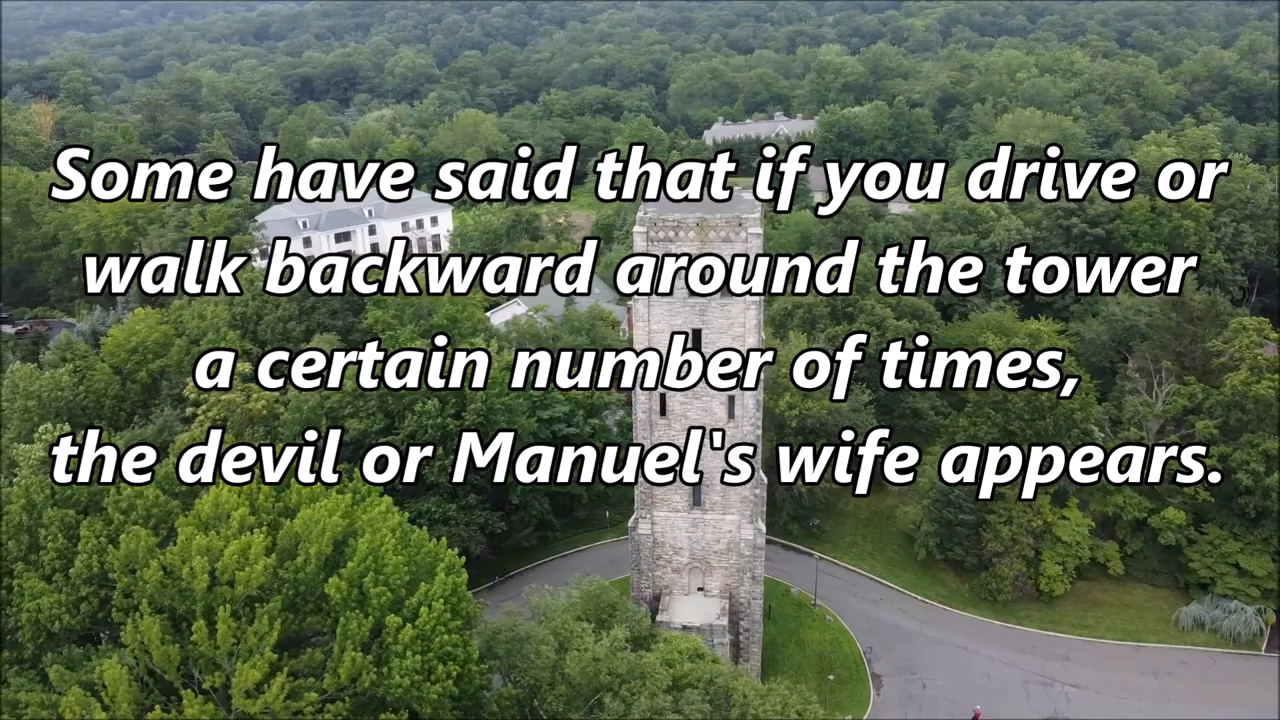 Some have said that if you drive or
walk backward around the tower
a certain number of times,
the devil or Manuel's wife appears.